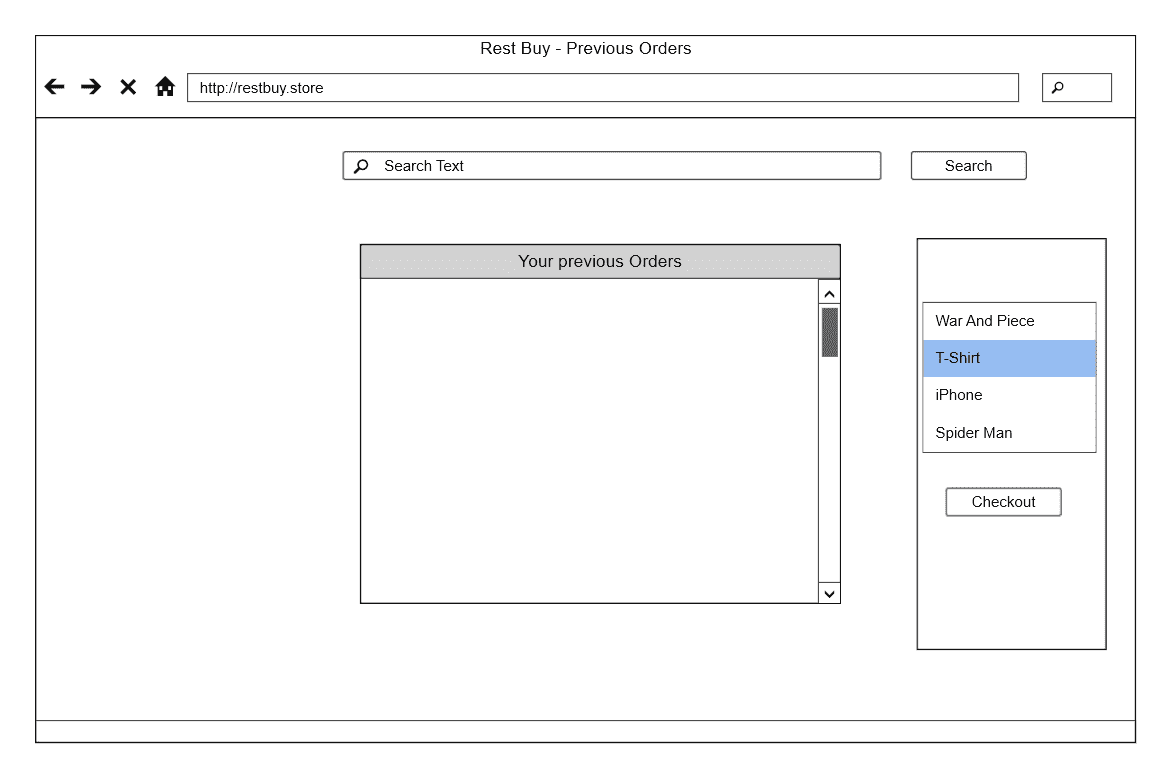 Rest Buy - Previous Orders
http://restbuy.store
Search Text
Search
Your previous Orders
War And Piece
T-Shirt
iPhone
Spider Man
Checkout